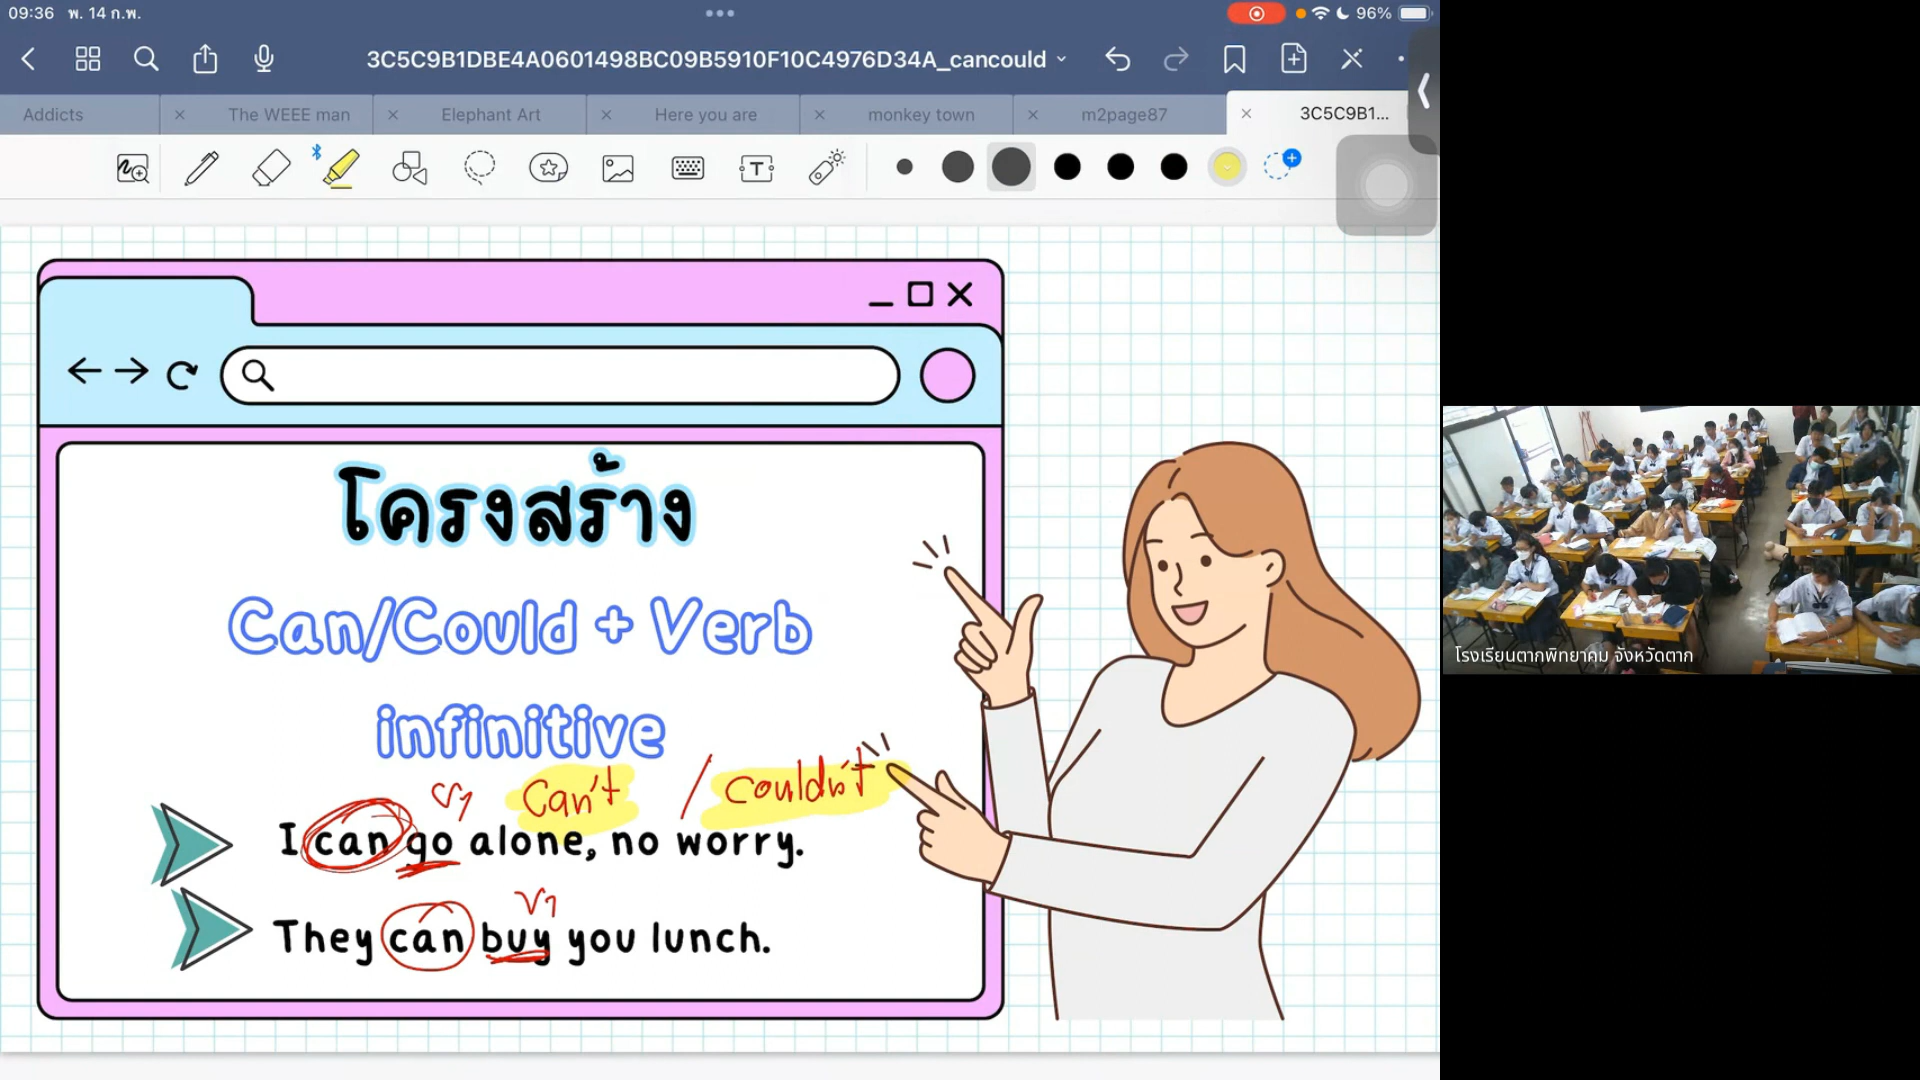 09:36 พ. 14 ก.พ.
96%
3C5C9B1DBE4A0601498BC09B5910F10C4976D34A_cancould
Addicts
The WEEE man
Elephant Art
Here you are
monkey town
m2page87
3C5C9B1...
โครงสร้าง
Can/Could + Verb
infinitive
V1 Can't / Couldn't
I can go alone, no worry.
V1
They can buy you lunch.
โรงเรียนตากพิทยาคม จังหวัดตาก